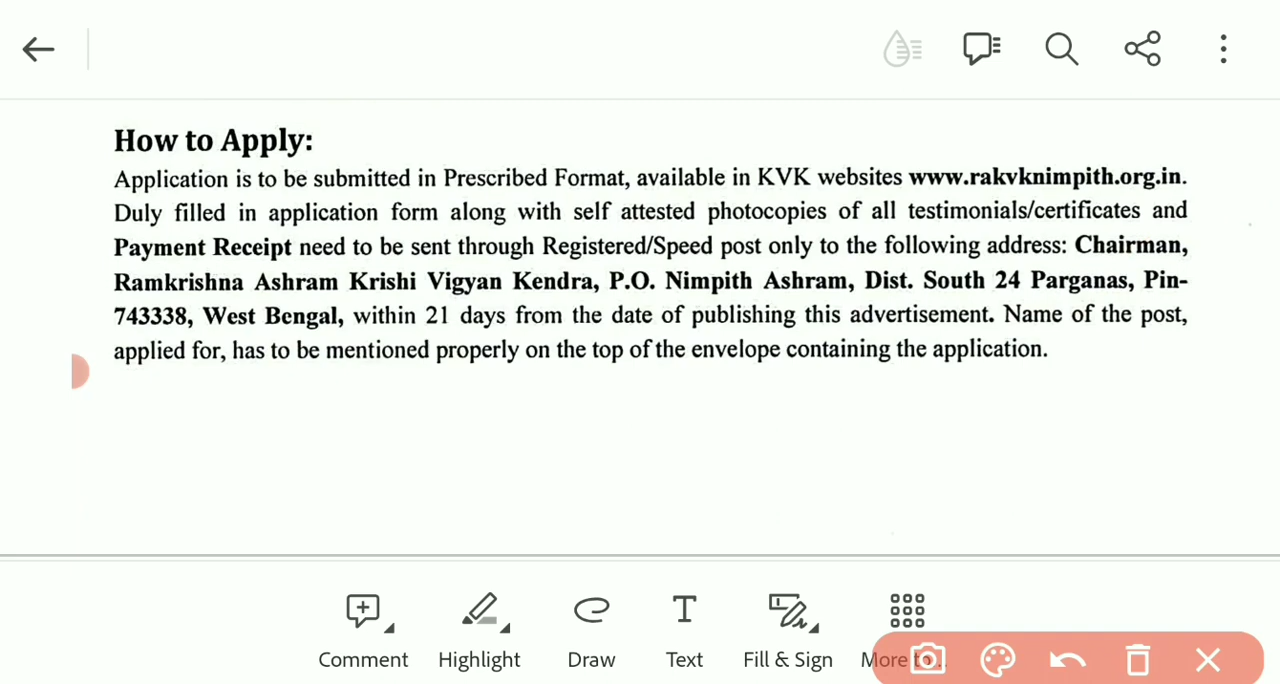 How to Apply:
Application is to be submitted in Prescribed Format, available in KVK websites www.rakvknimpith.org.in.
Duly filled in application form along with self attested photocopies of all testimonials/certificates and
Payment Receipt need to be sent through Registered/Speed post only to the following address: Chairman,
Ramkrishna Ashram Krishi Vigyan Kendra, P.O. Nimpith Ashram, Dist. South 24 Parganas, Pin-
743338, West Bengal, within 21 days from the date of publishing this advertisement. Name of the post,
applied for, has to be mentioned properly on the top of the envelope containing the application.
Comment Highlight Draw Text Fill & Sign More